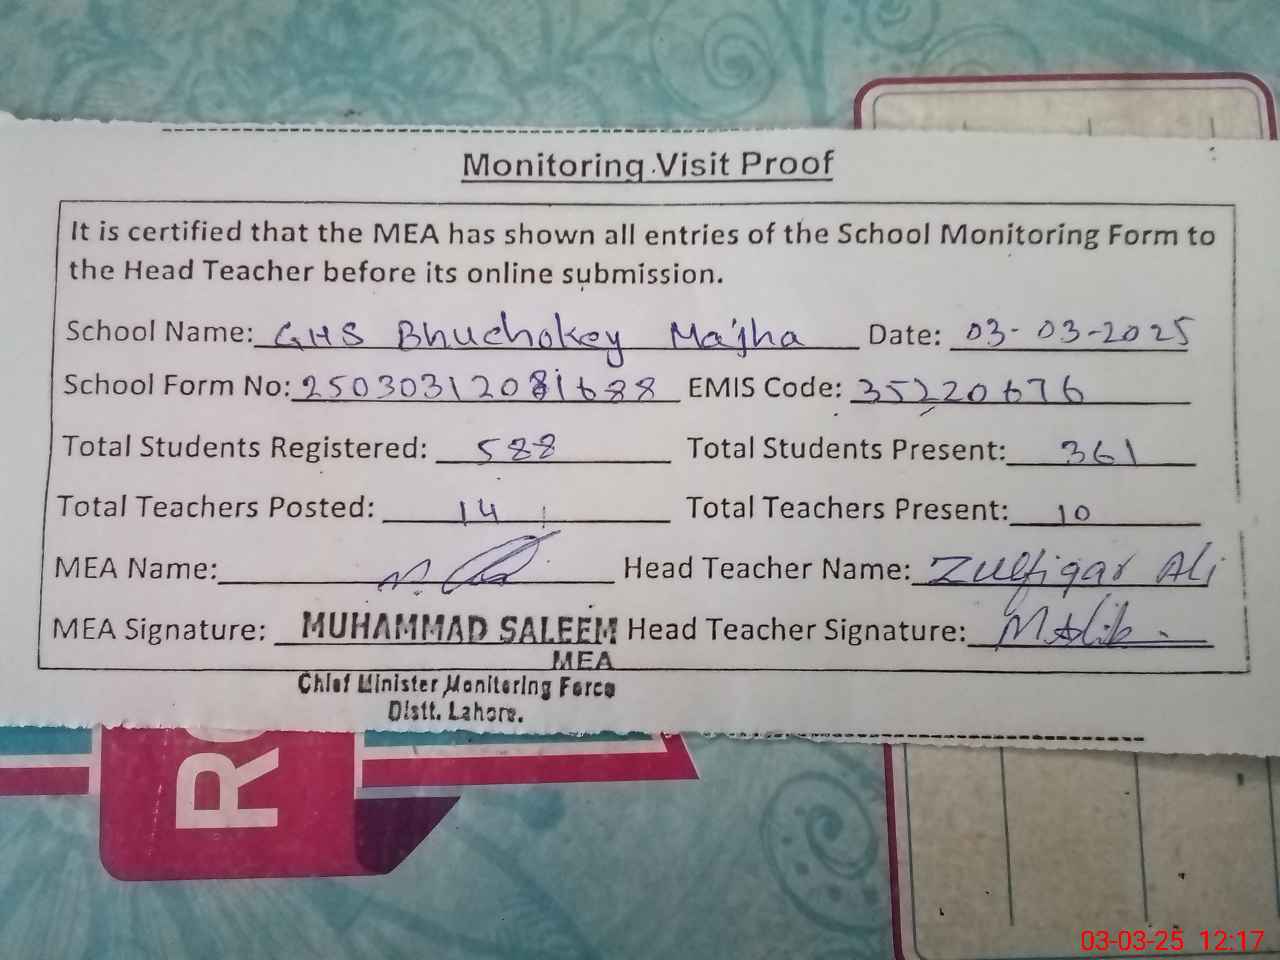 Monitoring Visit Proof
It is certified that the MEA has shown all entries of the School Monitoring Form to
the Head Teacher before its online submission.
School Name: GHS Bhuchokey Majha Date: 03-03-2025
School Form No: 25030312081688 EMIS Code: 35220676
Total Students Registered: 588 Total Students Present: 361
Total Teachers Posted: 14 Total Teachers Present: 10
MEA Name: Head Teacher Name: Zulfiqar Ali
MEA Signature: MUHAMMAD SALEEM Head Teacher Signature:
MEA
Chief Minister Monitoring Force
Distt. Lahore.
RO
03-03-25 12:17